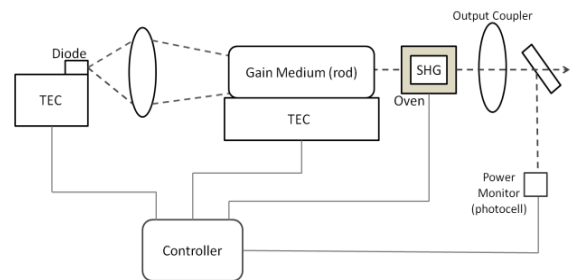 Output Coupler
Diode
TEC
Gain Medium (rod)
SHG
Oven
TEC
Power
Monitor
(photocell)
Controller